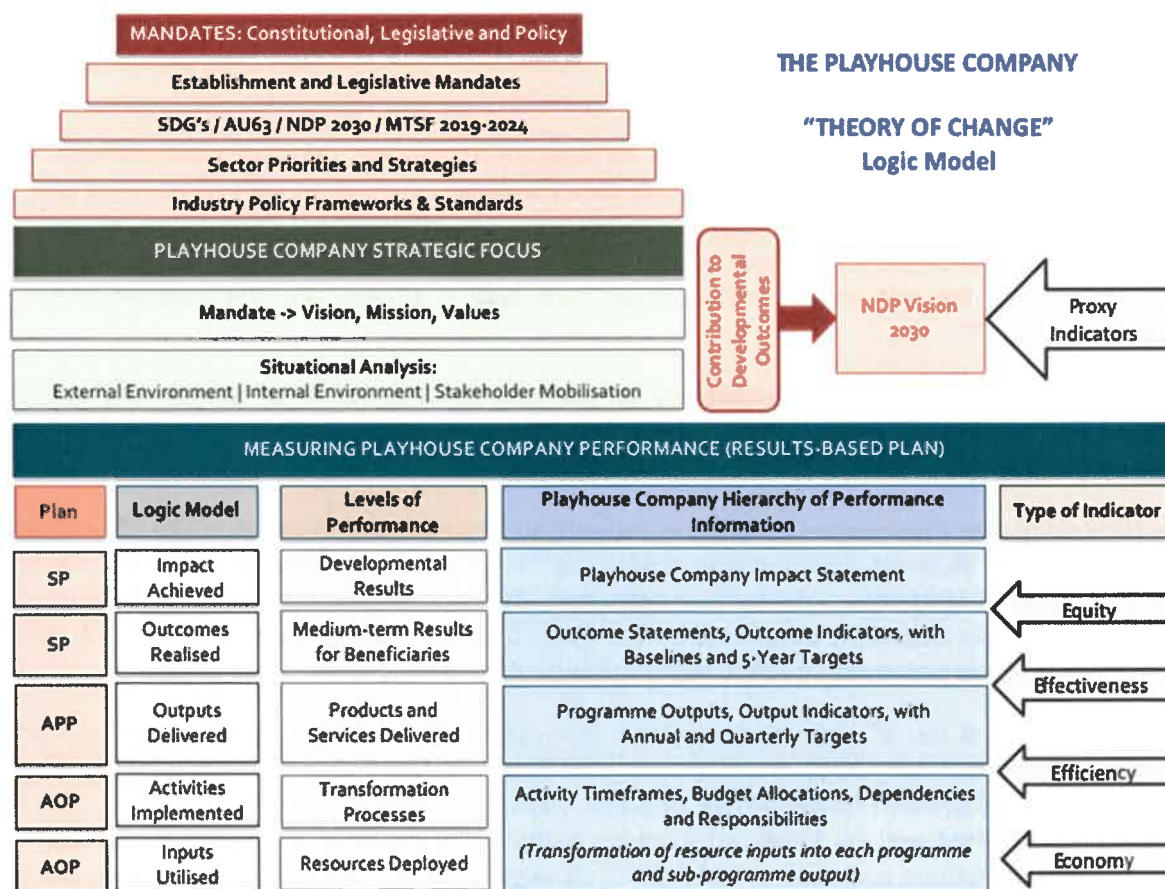 MANDATES: Constitutional, Legislative and Policy
Establishment and Legislative Mandates
SDG's / AU63 / NDP 2030 / MTSF 2019-2024
Sector Priorities and Strategies
Industry Policy Frameworks & Standards
THE PLAYHOUSE COMPANY
"THEORY OF CHANGE"
Logic Model
PLAYHOUSE COMPANY STRATEGIC FOCUS
Mandate -> Vision, Mission, Values
Situational Analysis:
External Environment | Internal Environment | Stakeholder Mobilisation
Contribution to
Developmental
Outcomes
NDP Vision
2030
Proxy
Indicators
MEASURING PLAYHOUSE COMPANY PERFORMANCE (RESULTS-BASED PLAN)
Plan
Logic Model
Levels of
Performance
Playhouse Company Hierarchy of Performance
Information
Type of Indicator
SP
Impact
Achieved
Developmental
Results
Playhouse Company Impact Statement
Equity
SP
Outcomes
Realised
Medium-term Results
for Beneficiaries
Outcome Statements, Outcome Indicators, with
Baselines and 5-Year Targets
Effectiveness
APP
Outputs
Delivered
Products and
Services Delivered
Programme Outputs, Output Indicators, with
Annual and Quarterly Targets
Efficiency
AOP
Activities
Implemented
Transformation
Processes
Activity Timeframes, Budget Allocations, Dependencies
and Responsibilities
AOP
Inputs
Utilised
Resources Deployed
(Transformation of resource inputs into each programme
and sub-programme output)
Economy